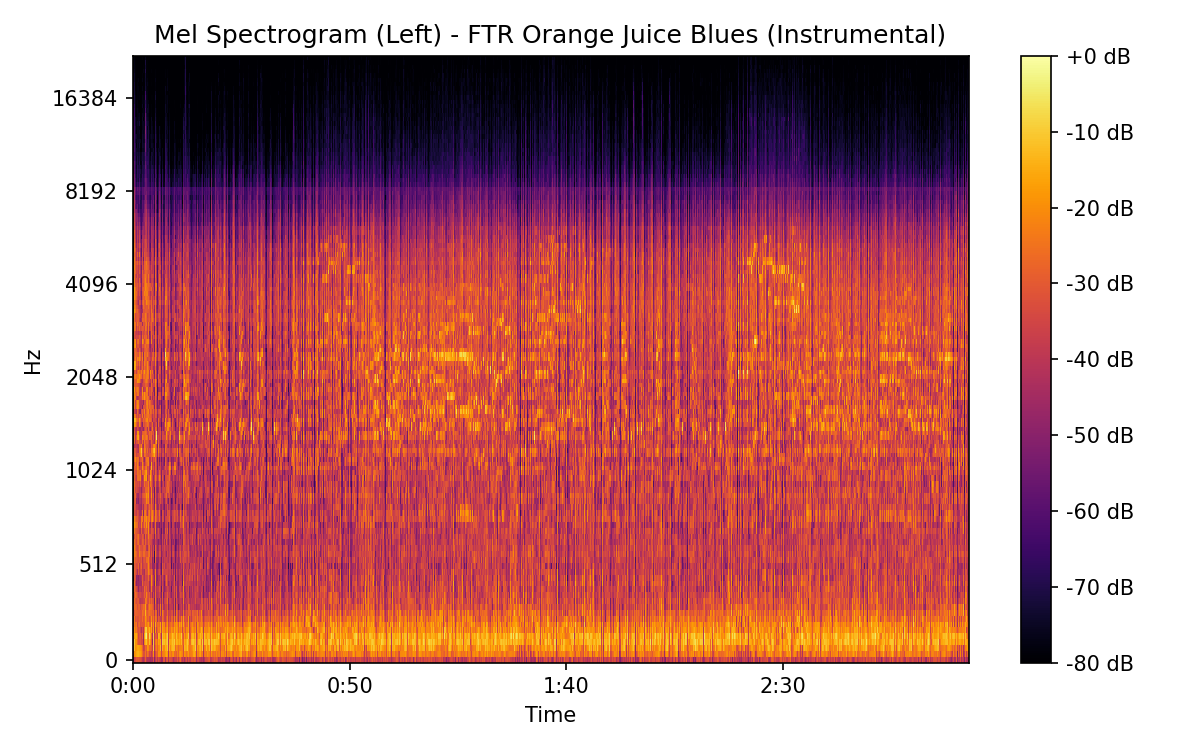 Mel Spectrogram (Left) - FTR Orange Juice Blues (Instrumental)
Hz
16384
8192
4096
2048
1024
512
0
0:00
0:50
1:40
2:30
Time
+0 dB
-10 dB
-20 dB
-30 dB
-40 dB
-50 dB
-60 dB
-70 dB
-80 dB